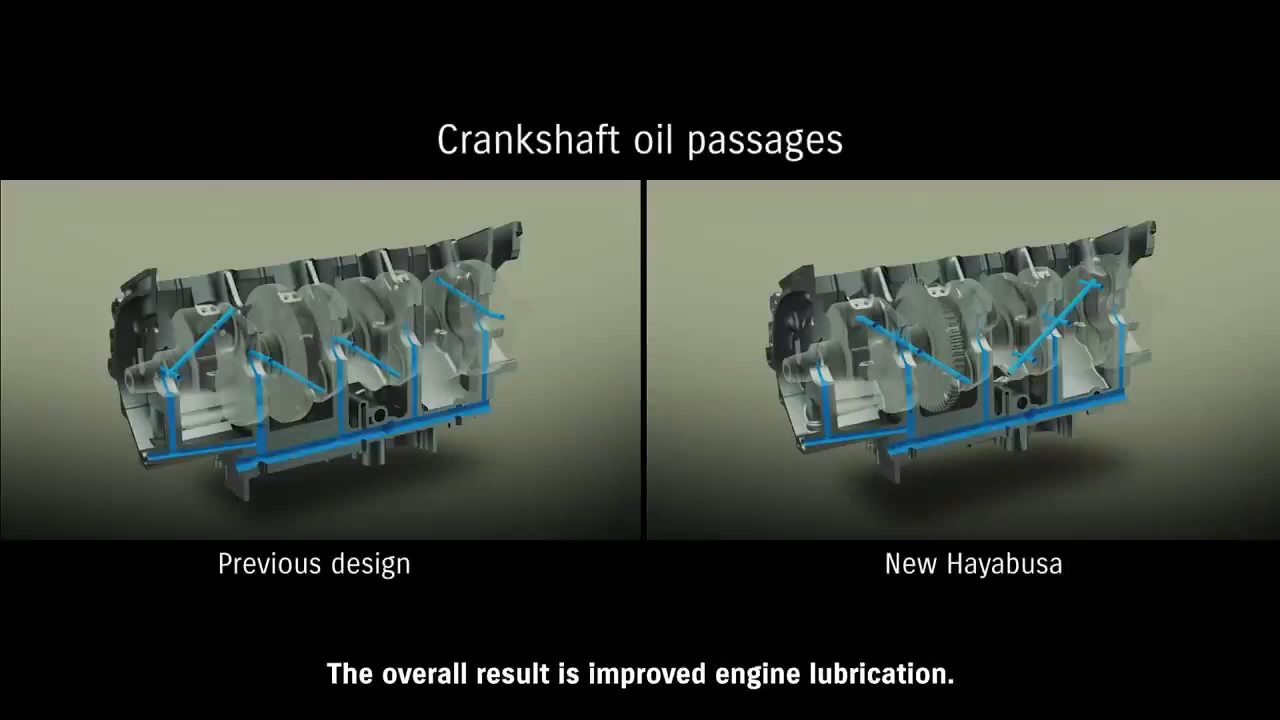 Crankshaft oil passages
Previous design
New Hayabusa
The overall result is improved engine lubrication.